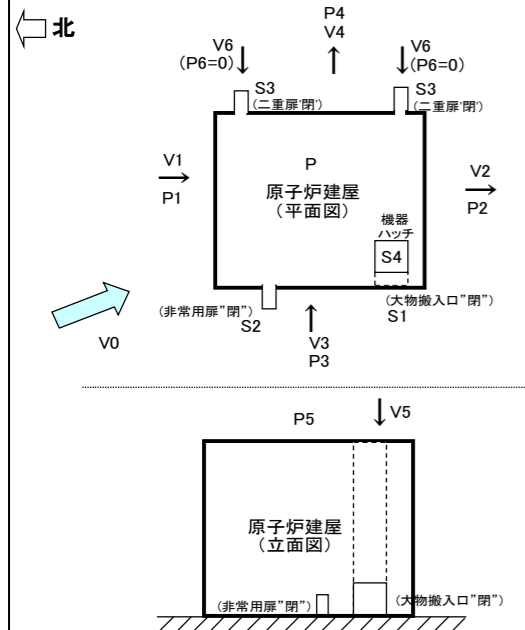 北
P4
V4
V6
(P6=0)
V6
(P6=0)
S3
(二重扉'閉')
S3
(二重扉'閉')
V1
P1
P
原子炉建屋
(平面図)
V2
P2
機器
ハッチ
S4
(非常用扉"閉")
S2
(大物搬入口"閉")
S1
V0
V3
P3
P5
V5
原子炉建屋
(立面図)
(非常用扉"閉")
(大物搬入口"閉")